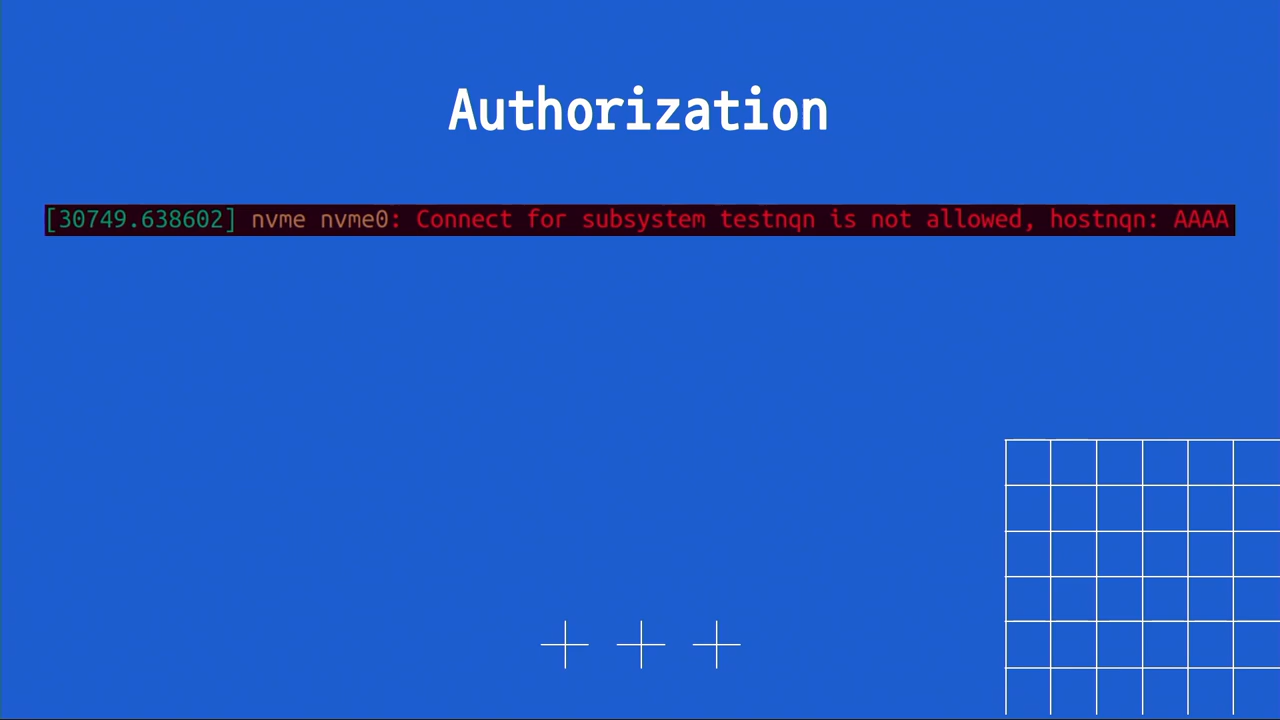 Authorization
[30749.638602] nvme nvme0: Connect for subsystem testnqn is not allowed, hostnqn: AAAA